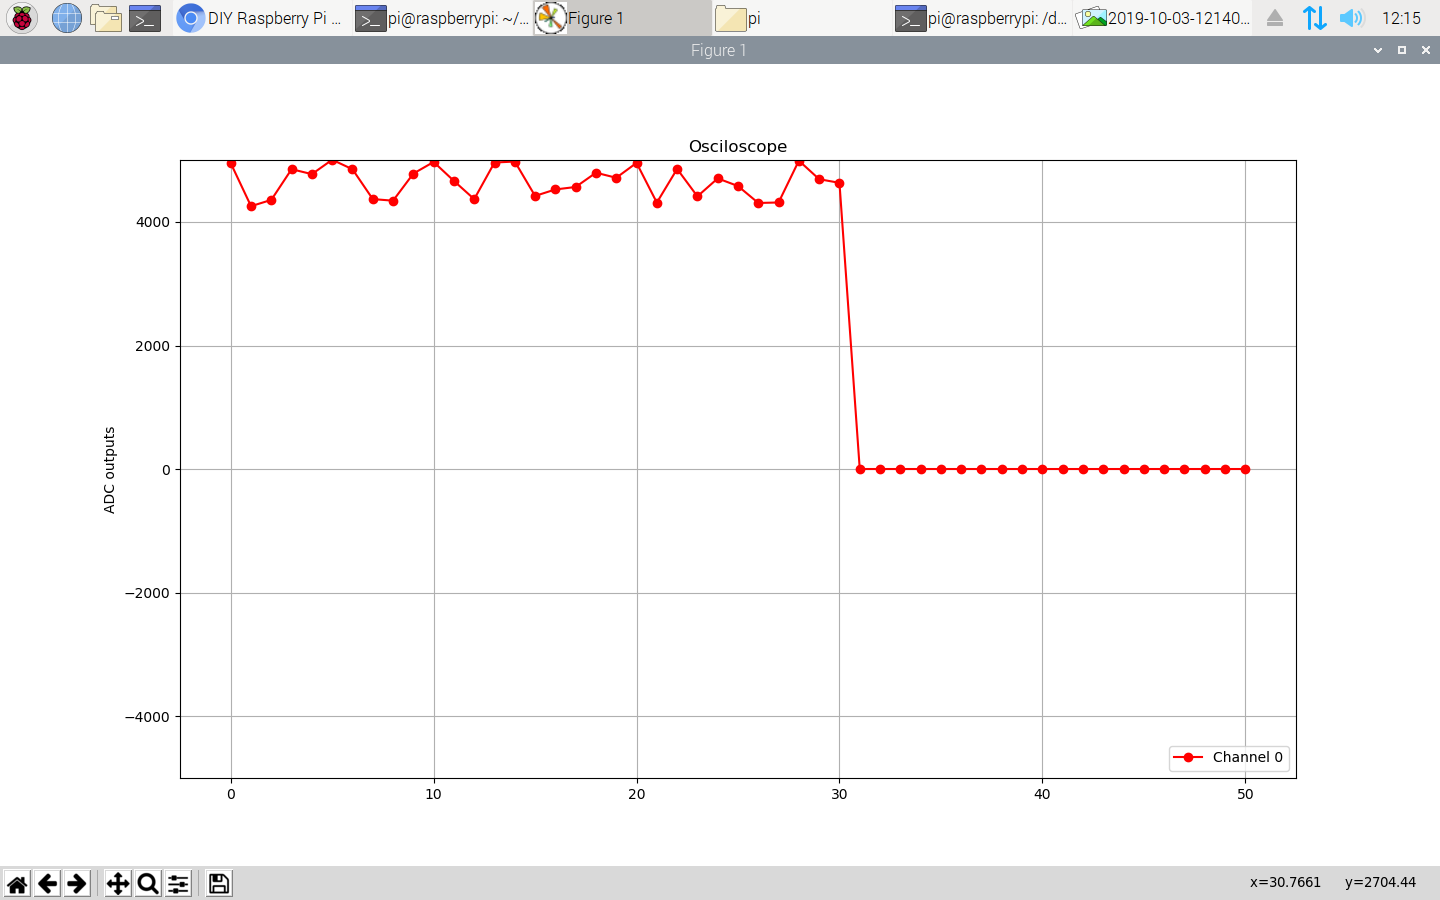 DIY Raspberry Pi ... pi@raspberrypi: ~/... Figure 1 pi pi@raspberrypi: /d... 2019-10-03-12140... 12:15
Figure 1
Osciloscope
4000
2000
0
−2000
−4000
ADC outputs
Channel 0
0 10 20 30 40 50
x=30.7661 y=2704.44